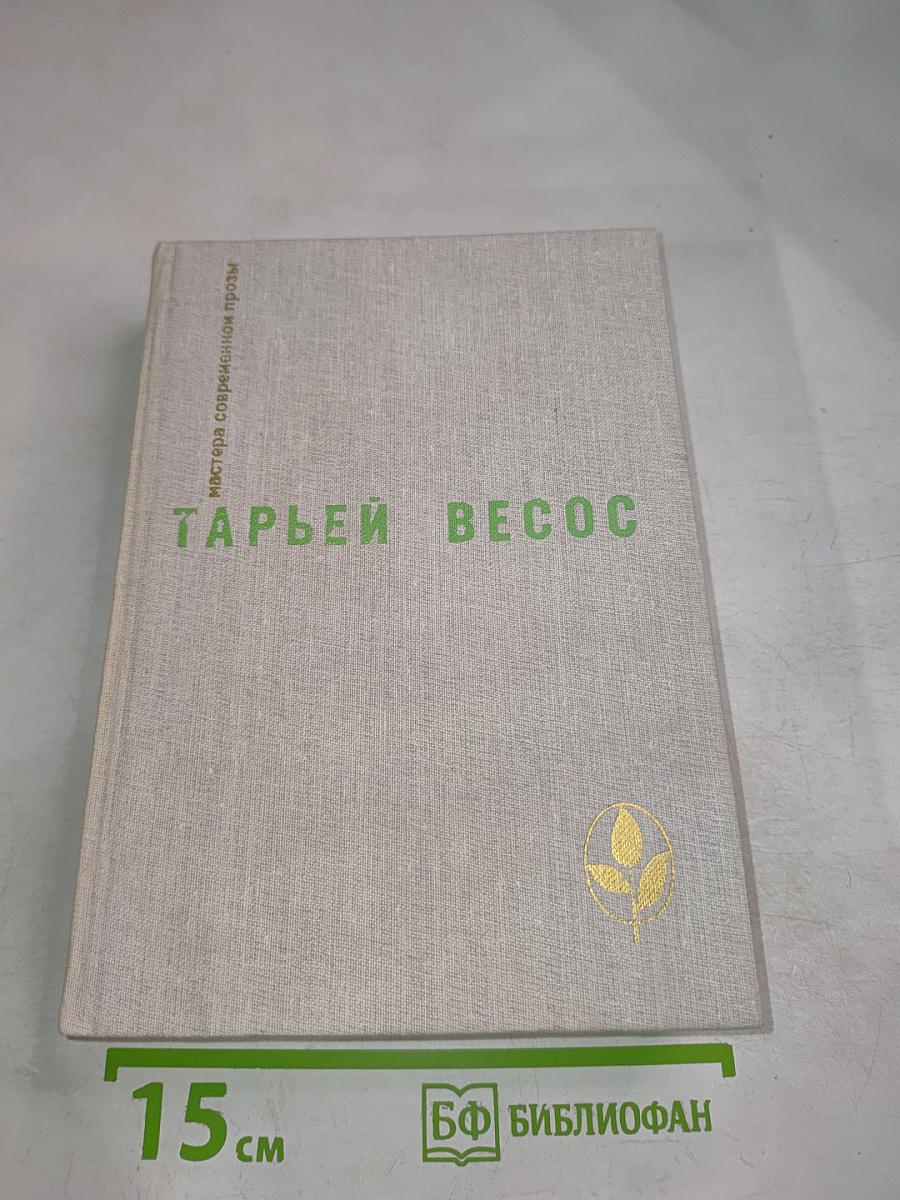 мастера современной прозы
ТАРЬЕЙ ВЕСОС
15 см
БФ БИБЛИОФАН